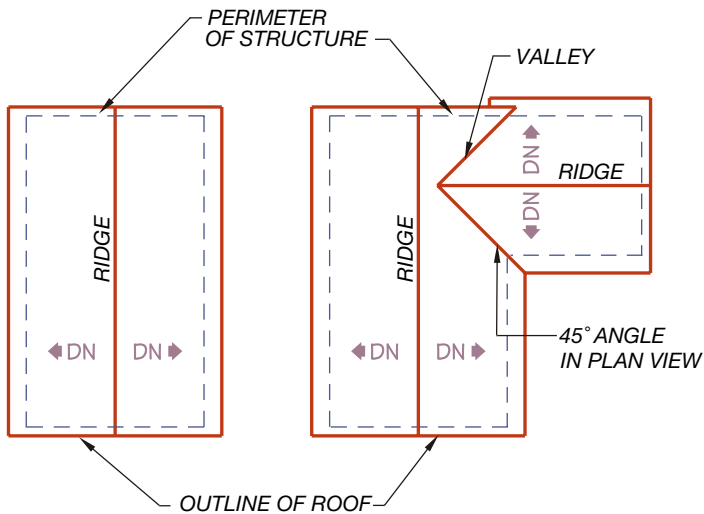 PERIMETER
OF STRUCTURE
VALLEY
DN
RIDGE
DN
RIDGE
RIDGE
DN
DN
DN
DN
45° ANGLE
IN PLAN VIEW
OUTLINE OF ROOF